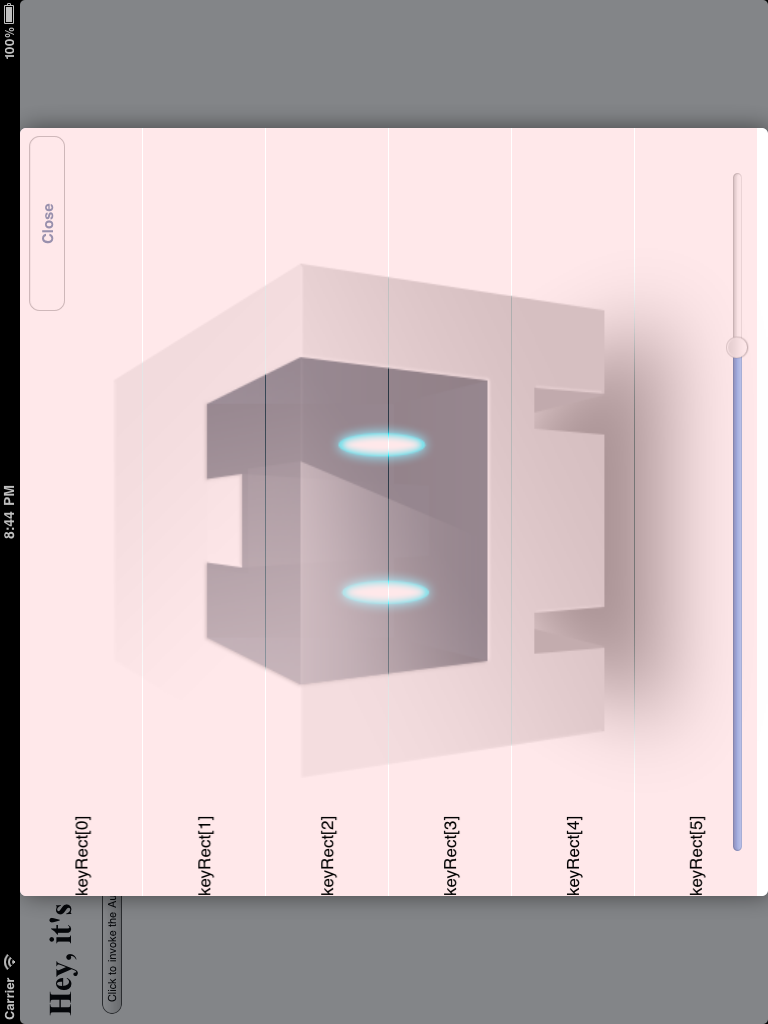 Carrier 8:44 PM 100%
Close
Hey, it's
keyRect[0]
Click to invoke the Au
keyRect[1]
keyRect[2]
keyRect[3]
keyRect[4]
keyRect[5]